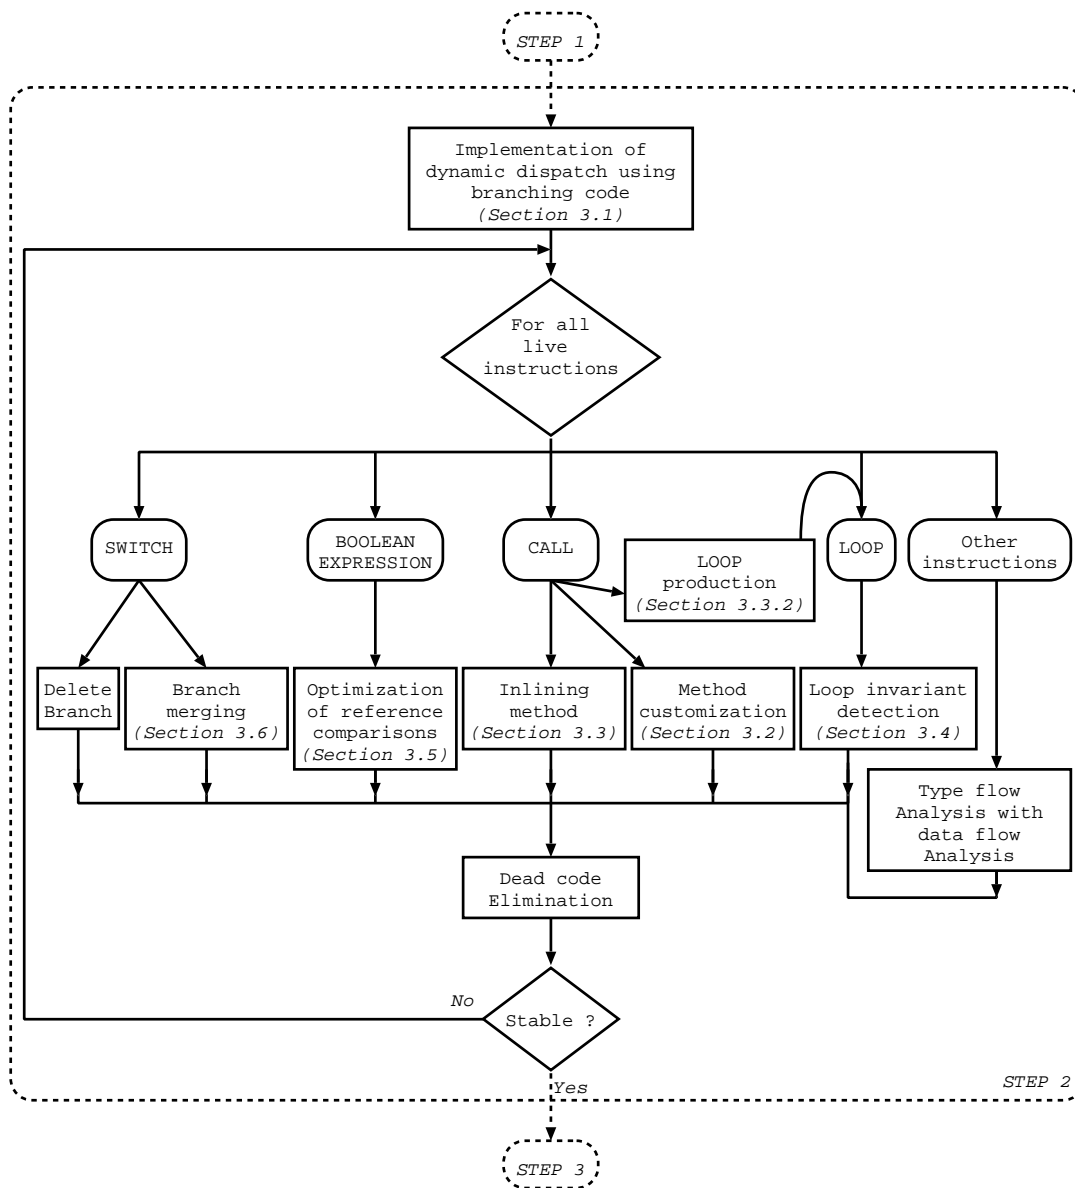 STEP 1
Implementation of
dynamic dispatch using
branching code
(Section 3.1)
For all
live
instructions
SWITCH
BOOLEAN
EXPRESSION
CALL
LOOP
production
(Section 3.3.2)
LOOP
Other
instructions
Delete
Branch
Branch
merging
(Section 3.6)
Optimization
of reference
comparisons
(Section 3.5)
Inlining
method
(Section 3.3)
Method
customization
(Section 3.2)
Loop invariant
detection
(Section 3.4)
Type flow
Analysis with
data flow
Analysis
Dead code
Elimination
No
Stable ?
Yes
STEP 2
STEP 3